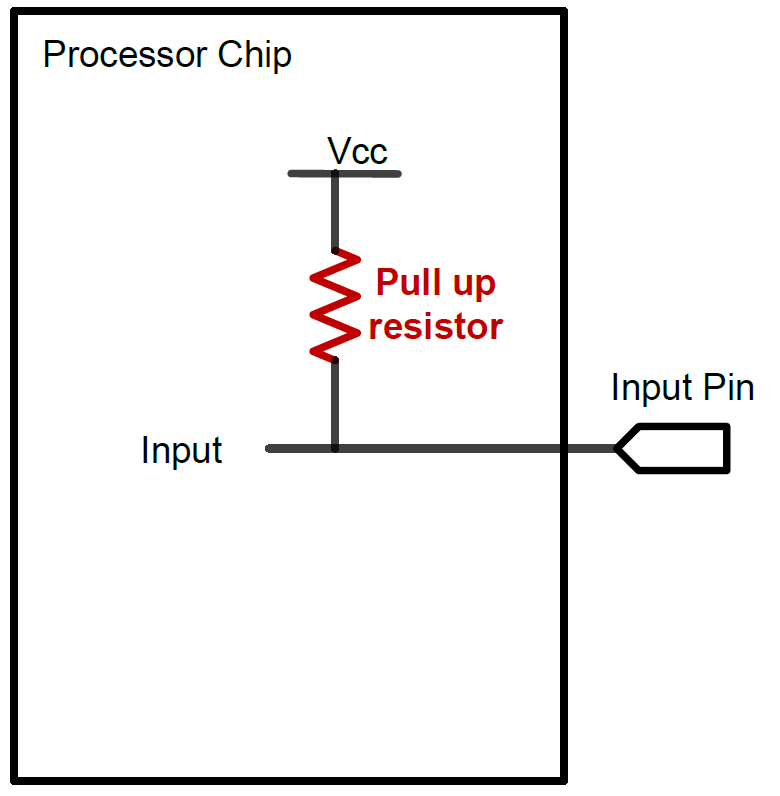 Processor Chip
Vcc
Pull up
resistor
Input Pin
Input